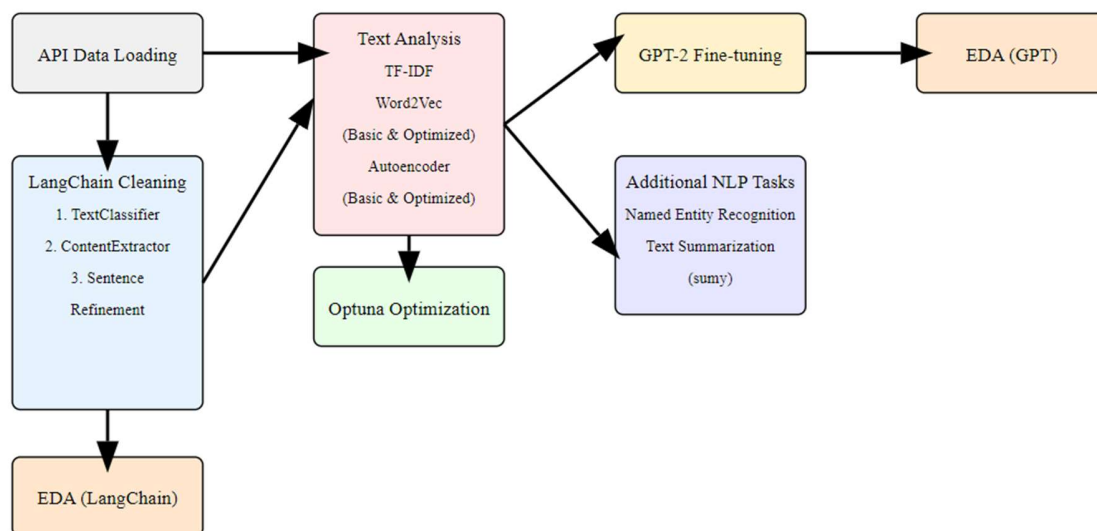 API Data Loading
Text Analysis
TF-IDF
Word2Vec
(Basic & Optimized)
Autoencoder
(Basic & Optimized)
GPT-2 Fine-tuning
EDA (GPT)
LangChain Cleaning
1. TextClassifier
2. ContentExtractor
3. Sentence
Refinement
Additional NLP Tasks
Named Entity Recognition
Text Summarization
(sumy)
Optuna Optimization
EDA (LangChain)